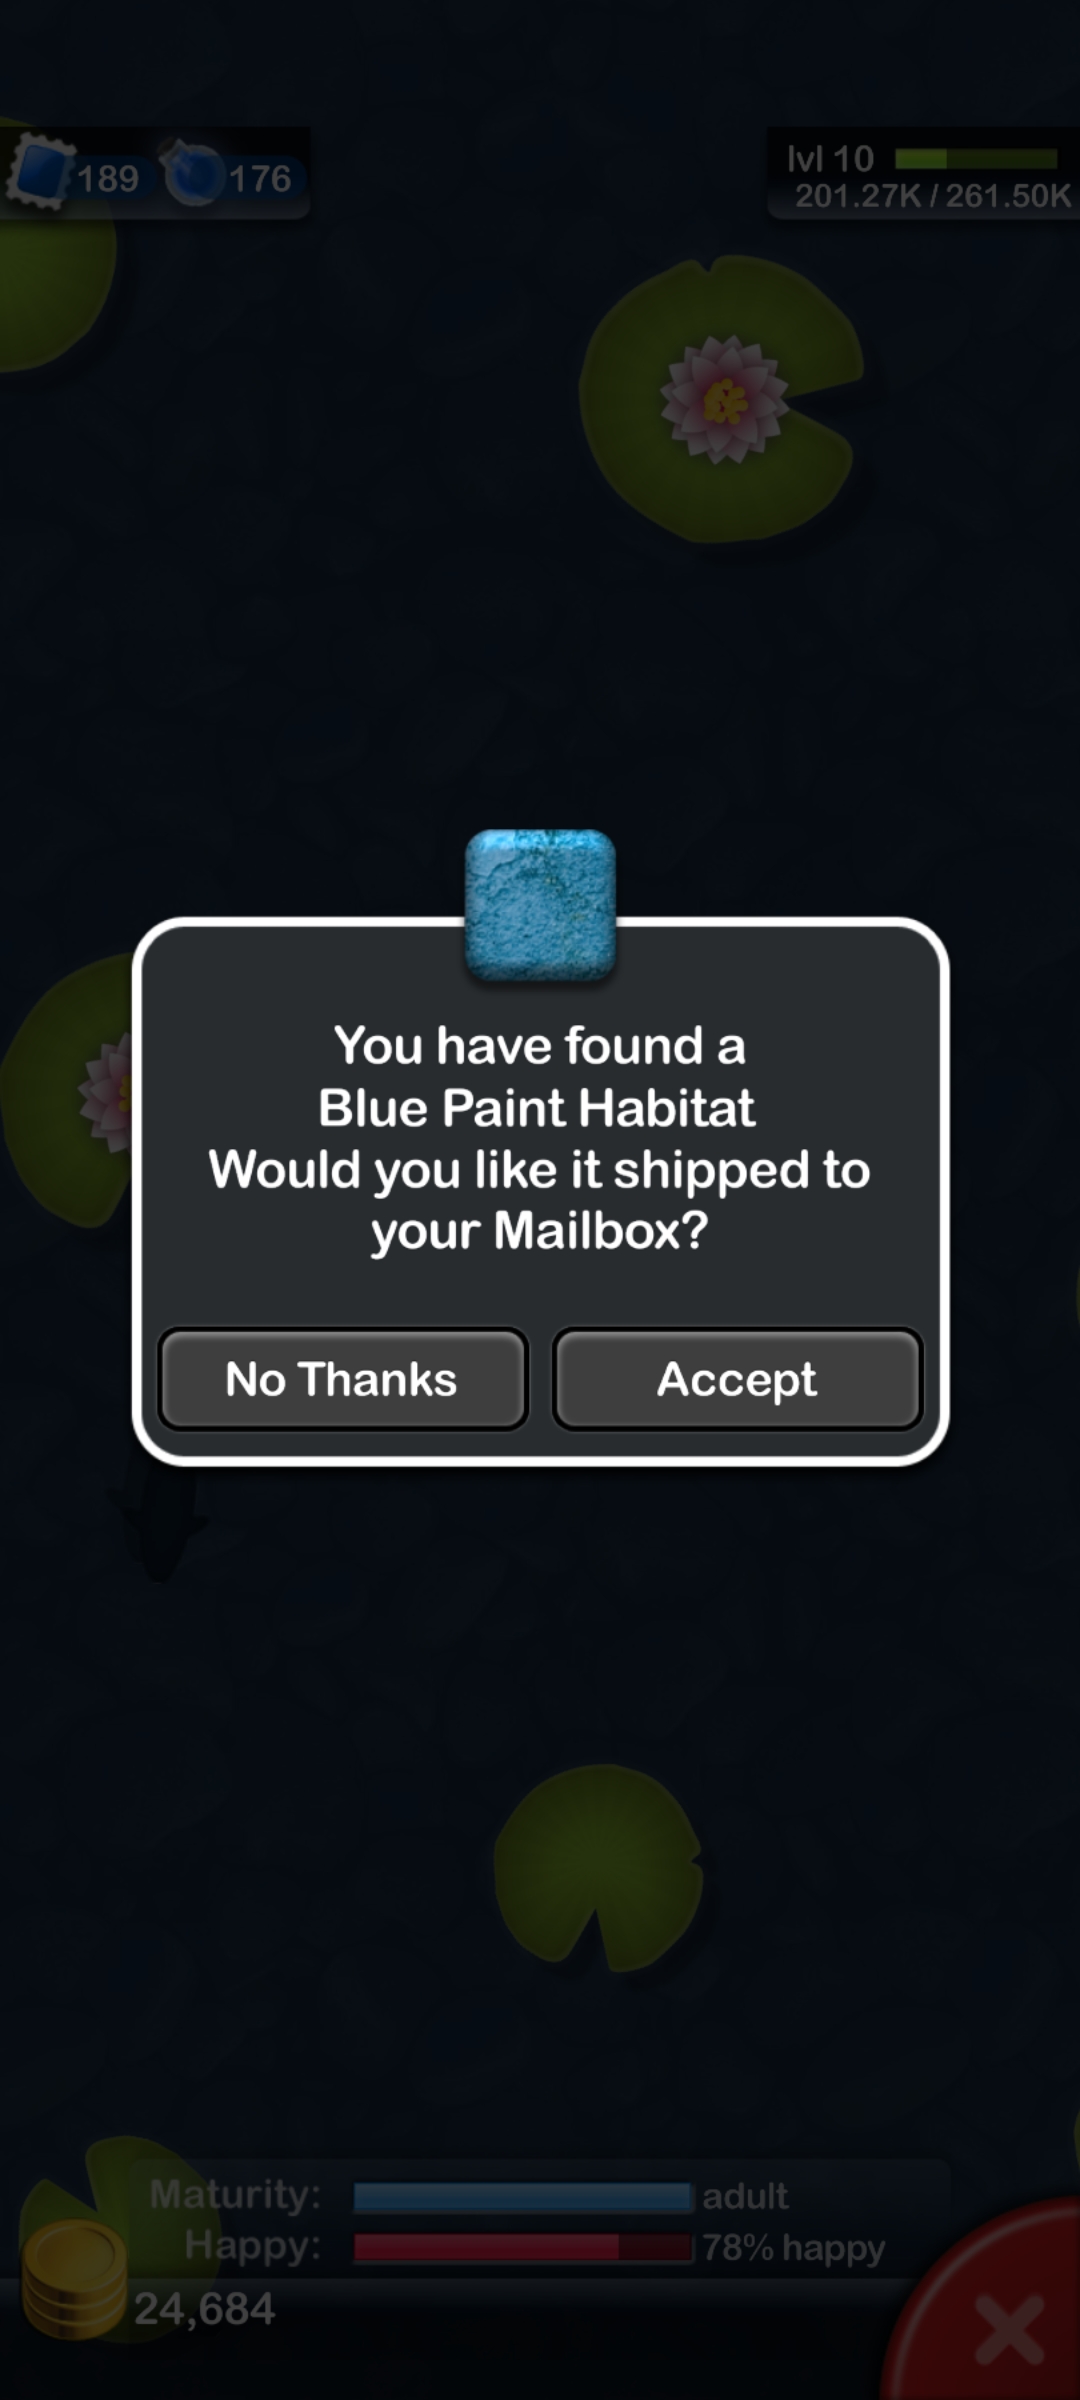 189 176
lvl 10
201.27K / 261.50K
You have found a
Blue Paint Habitat
Would you like it shipped to
your Mailbox?
No Thanks Accept
Maturity: adult
Happy: 78% happy
24,684